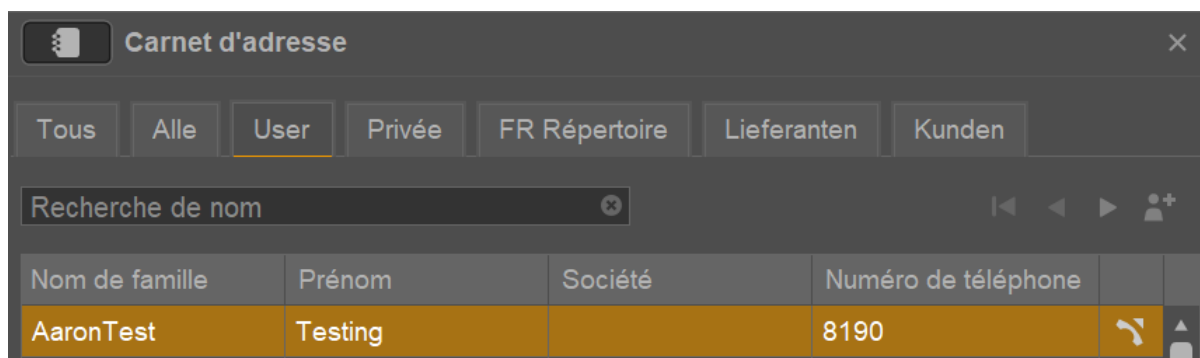 Carnet d'adresse
Tous Alle User Privée FR Répertoire Lieferanten Kunden
Recherche de nom
Nom de famille Prénom Société Numéro de téléphone
AaronTest Testing 8190